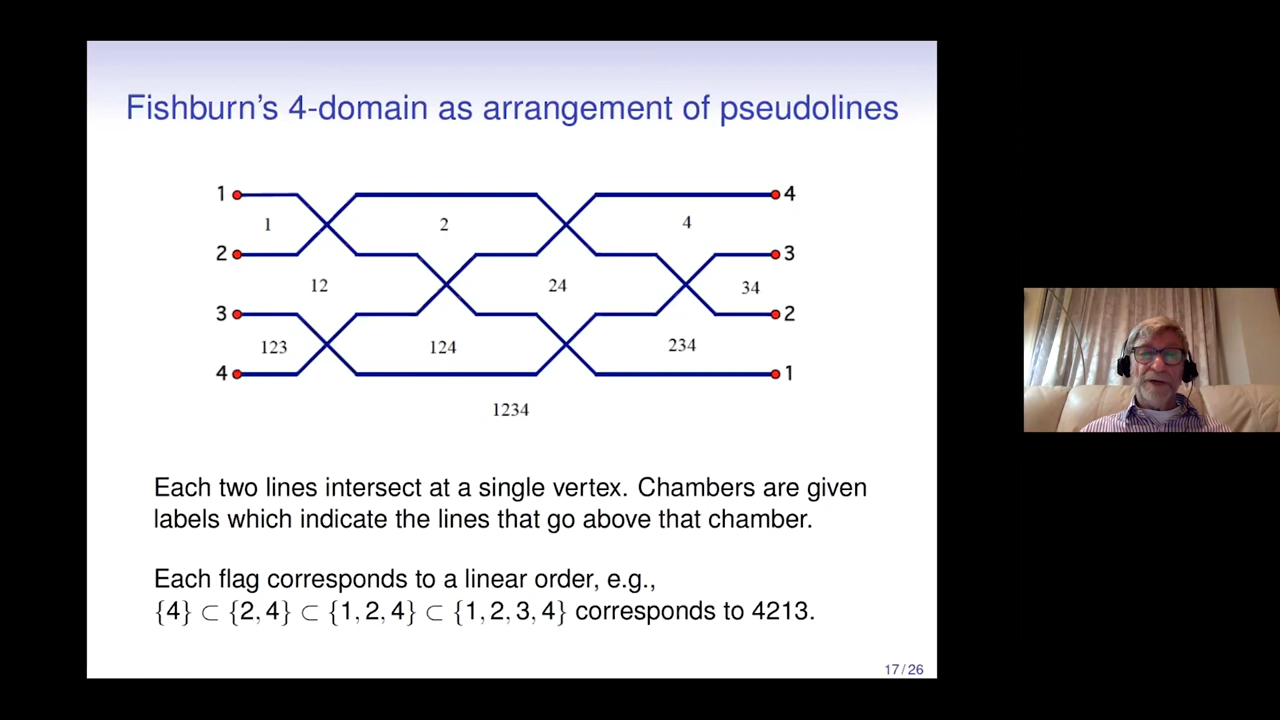 Fishburn's 4-domain as arrangement of pseudolines
1 4
1 2 4
2 3
12 24 34
3 2
123 124 234
4 1
1234
Each two lines intersect at a single vertex. Chambers are given
labels which indicate the lines that go above that chamber.
Each flag corresponds to a linear order, e.g.,
{4} ⊂ {2, 4} ⊂ {1, 2, 4} ⊂ {1, 2, 3, 4} corresponds to 4213.
17 / 26